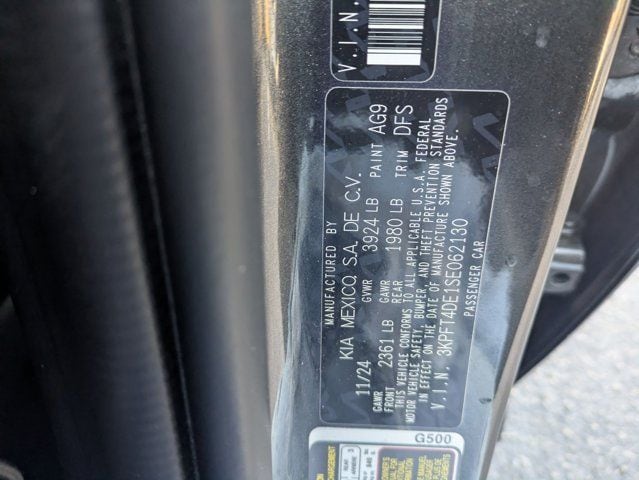 V.I.N.
MANUFACTURED BY
KIA MEXICO, S.A. DE C.V.
11/24 GVWR 3924 LB PAINT AG9
GAWR FRONT 2361 LB GAWR REAR 1980 LB TRIM DFS
THIS VEHICLE CONFORMS TO ALL APPLICABLE U.S.A. FEDERAL
MOTOR VEHICLE SAFETY, BUMPER, AND THEFT PREVENTION STANDARDS
IN EFFECT ON THE DATE OF MANUFACTURE SHOWN ABOVE.
V.I.N. 3KPFT4DE1SE062130
PASSENGER CAR
G500